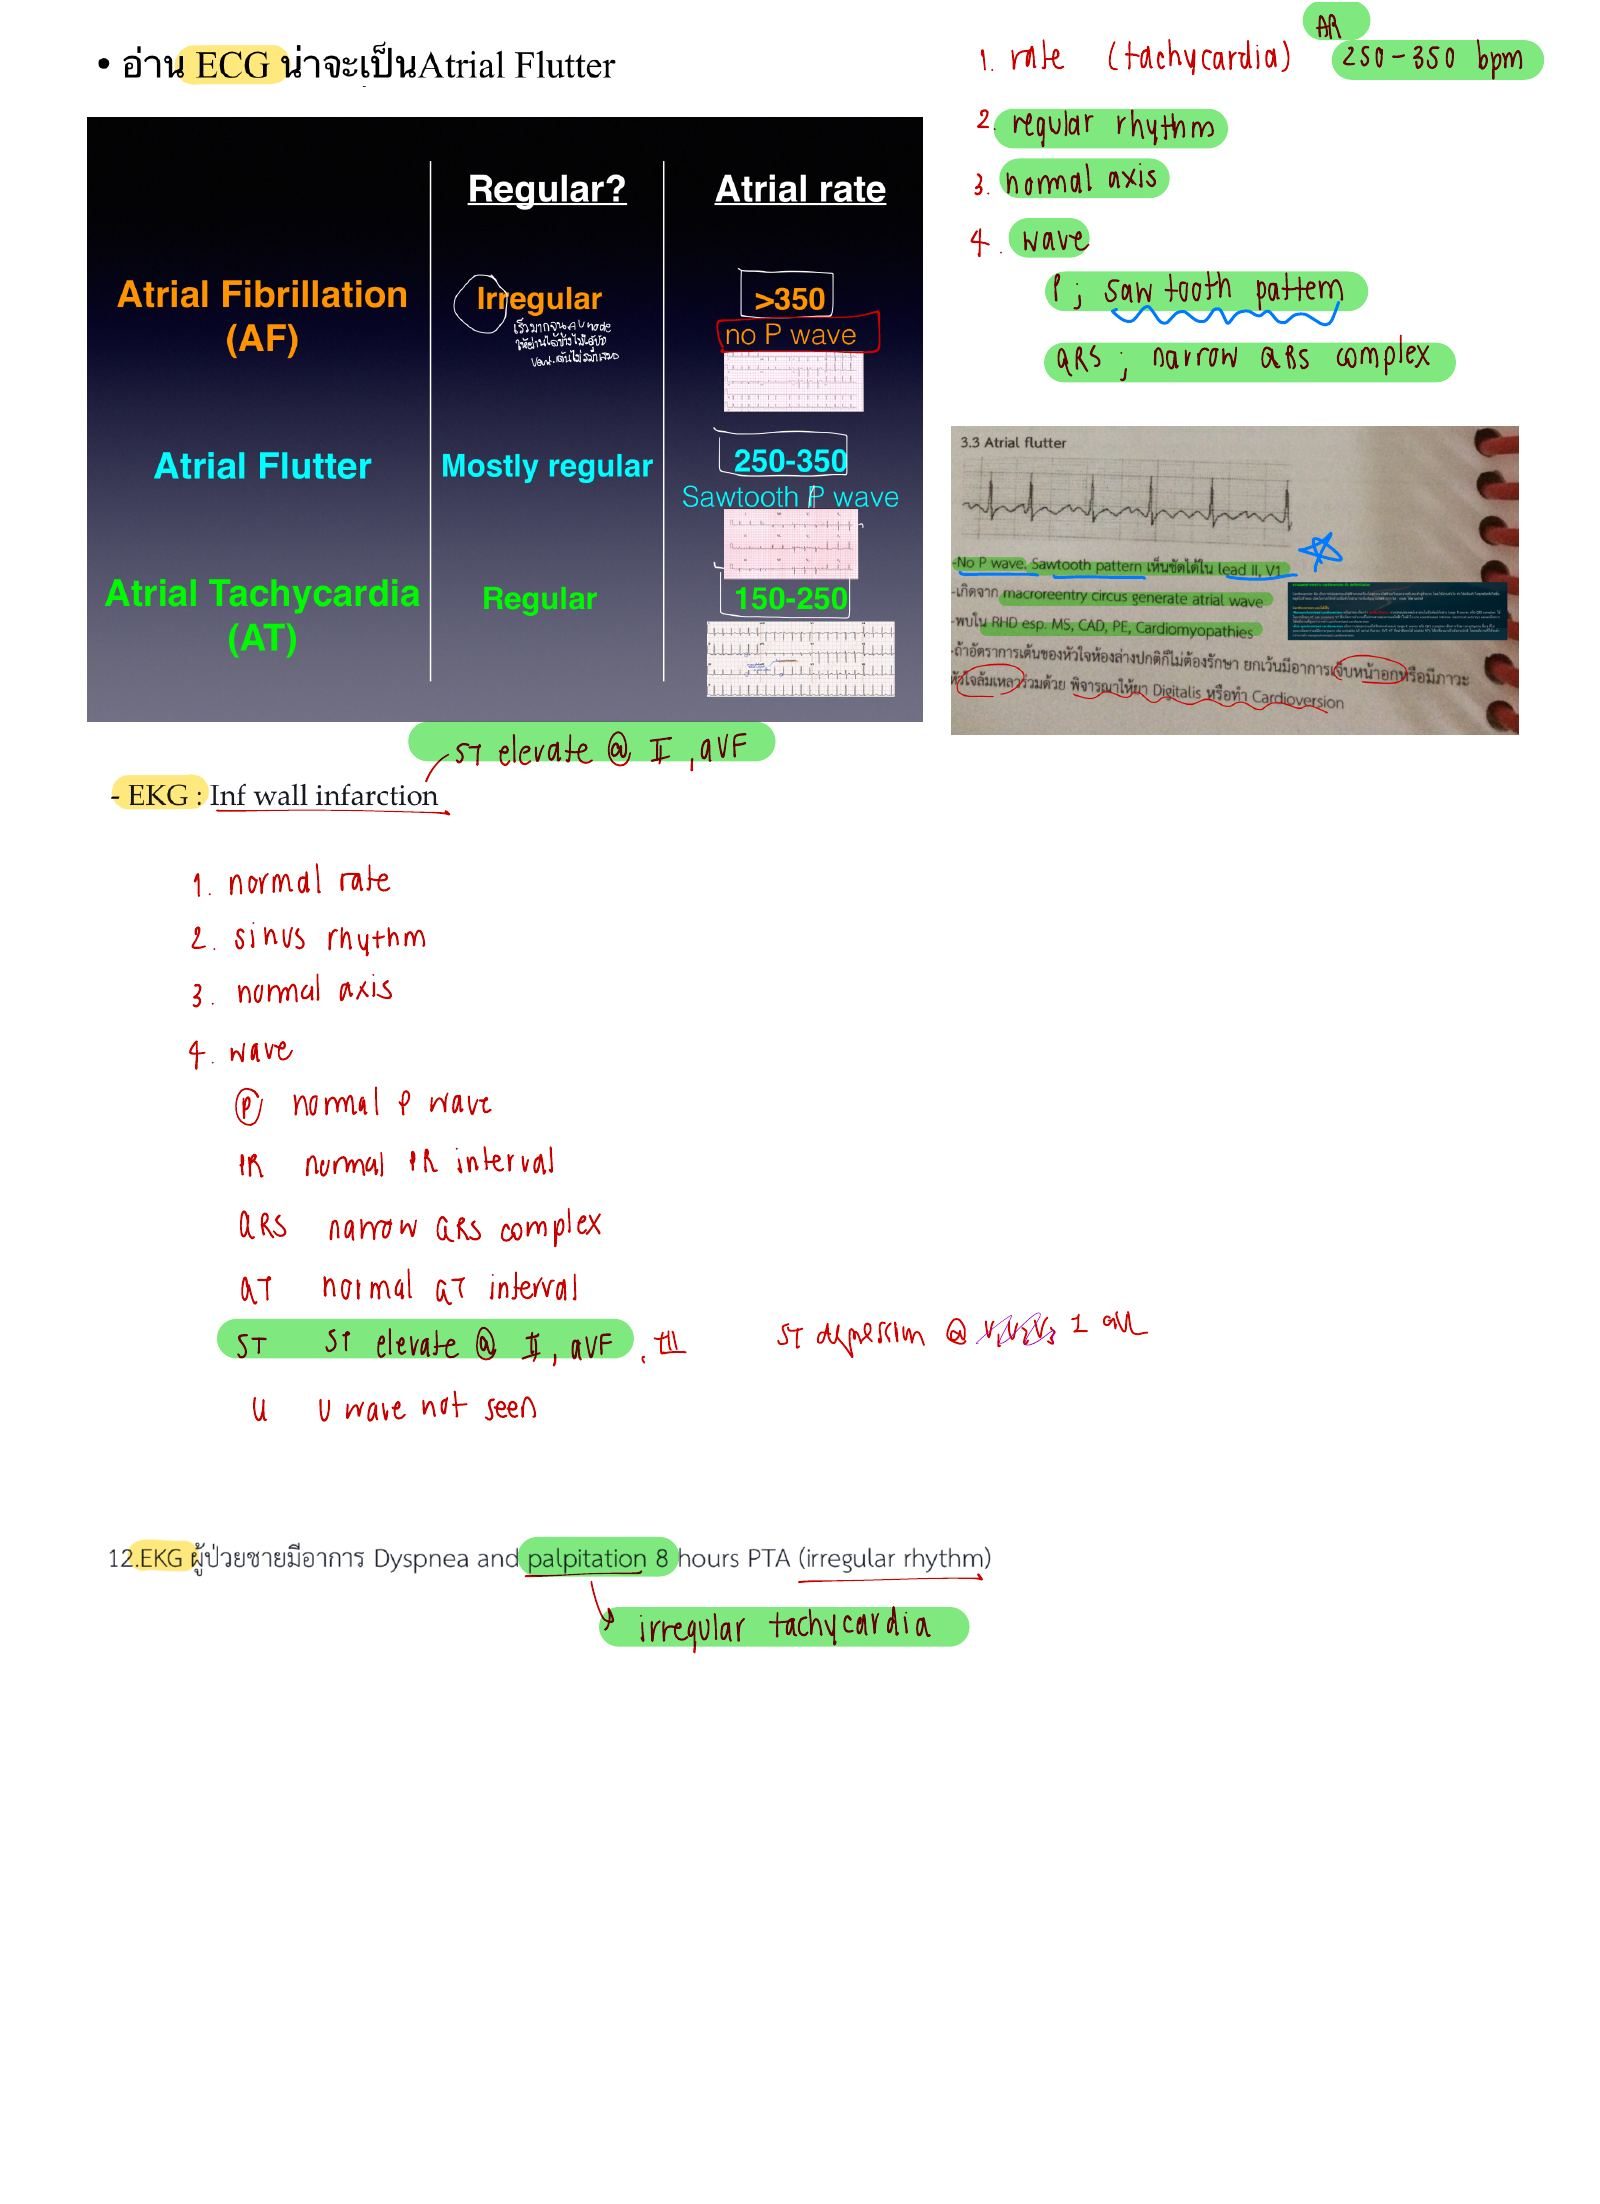 • อ่าน ECG น่าจะเป็นAtrial Flutter
AR
1. rate (tachycardia) 250-350 bpm
2. regular rhythm
3. normal axis
4. wave
P ; saw tooth pattern
QRS ; narrow QRS complex
Regular? Atrial rate
Atrial Fibrillation
(AF)
Irregular
>350
no P wave
Atrial Flutter
Mostly regular
250-350
Sawtooth P wave
Atrial Tachycardia
(AT)
Regular
150-250
3.3 Atrial flutter
-No P wave. Sawtooth pattern เห็นชัดได้ใน lead II, V1
-เกิดจาก macroreentry circus generate atrial wave
-พบใน RHD esp. MS, CAD, PE, Cardiomyopathies
-ถ้าอัตราการเต้นของหัวใจห้องล่างปกติก็ไม่ต้องรักษา ยกเว้นมีอาการเจ็บหน้าอกหรือมีภาวะ
หัวใจล้มเหลวร่วมด้วย พิจารณาให้ยา Digitalis หรือทำ Cardioversion
ST elevate @ II , aVF
- EKG : Inf wall infarction
1. normal rate
2. sinus rhythm
3. normal axis
4. wave
P normal P wave
PR normal PR interval
QRS narrow QRS complex
QT normal QT interval
ST ST elevate @ II , aVF , III
ST depression @ I aVL
U U wave not seen
12.EKG ผู้ป่วยชายมีอาการ Dyspnea and palpitation 8 hours PTA (irregular rhythm)
irregular tachycardia